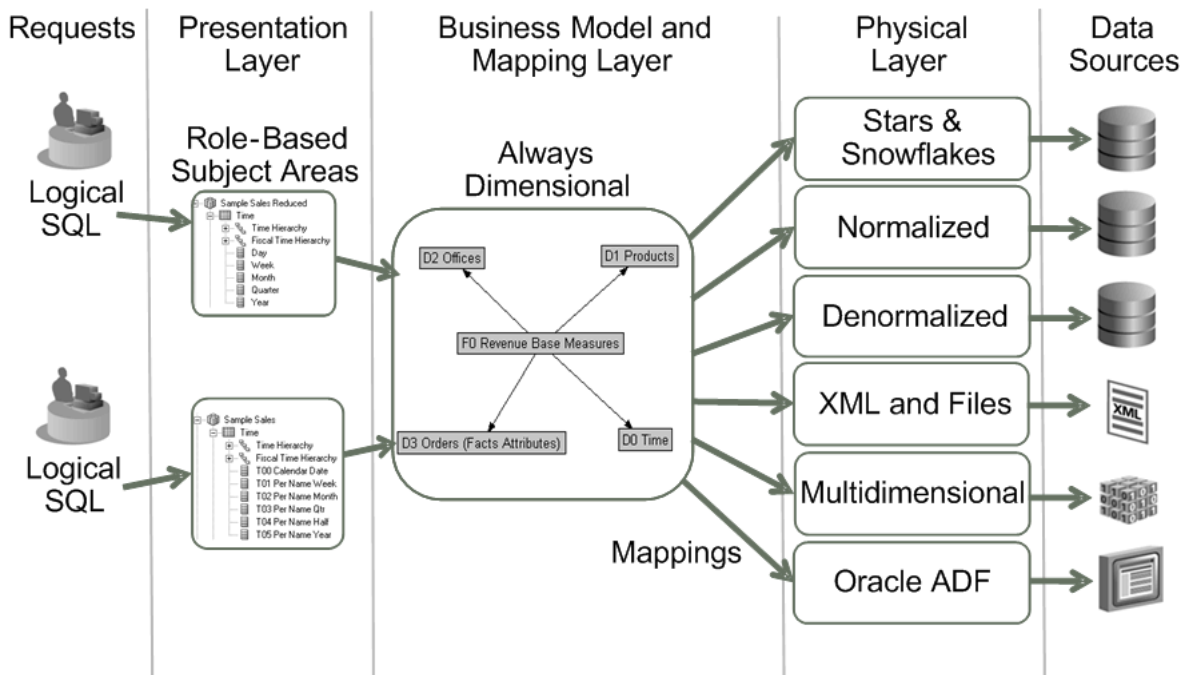 Requests
Presentation
Layer
Business Model and
Mapping Layer
Physical
Layer
Data
Sources
Logical
SQL
Role-Based
Subject Areas
Sample Sales Reduced
Time
Time Hierarchy
Fiscal Time Hierarchy
Day
Week
Month
Quarter
Year
Logical
SQL
Sample Sales
Time
Time Hierarchy
Fiscal Time Hierarchy
T00 Calendar Date
T01 Per Name Week
T02 Per Name Month
T03 Per Name Qtr
T04 Per Name Half
T05 Per Name Year
Always
Dimensional
D2 Offices
D1 Products
F0 Revenue Base Measures
D3 Orders (Facts Attributes)
D0 Time
Mappings
Stars &
Snowflakes
Normalized
Denormalized
XML and Files
Multidimensional
Oracle ADF
XML